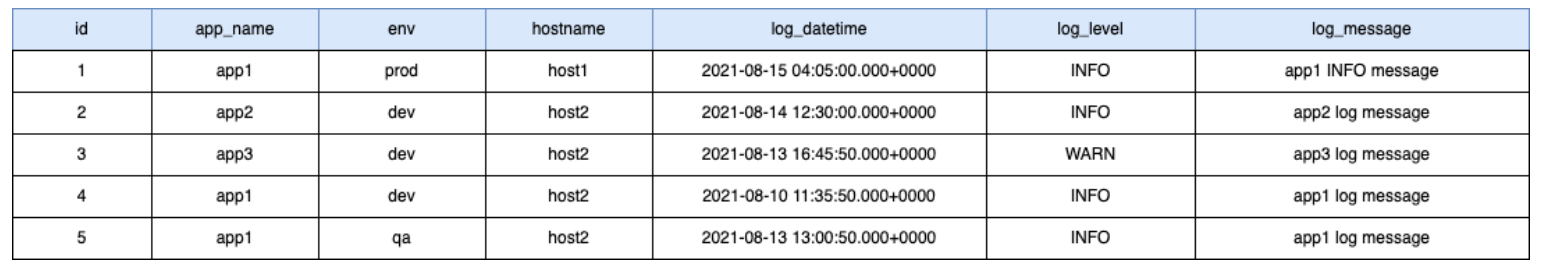 id app_name env hostname log_datetime log_level log_message
1 app1 prod host1 2021-08-15 04:05:00.000+0000 INFO app1 INFO message
2 app2 dev host2 2021-08-14 12:30:00.000+0000 INFO app2 log message
3 app3 dev host2 2021-08-13 16:45:50.000+0000 WARN app3 log message
4 app1 dev host2 2021-08-10 11:35:50.000+0000 INFO app1 log message
5 app1 qa host2 2021-08-13 13:00:50.000+0000 INFO app1 log message